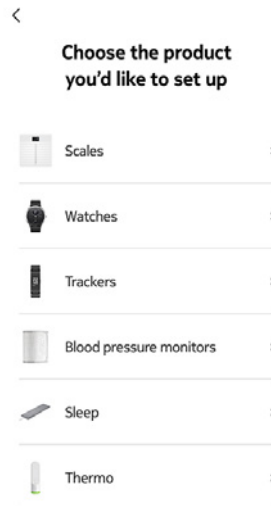 Choose the product
you'd like to set up
Scales
Watches
Trackers
Blood pressure monitors
Sleep
Thermo